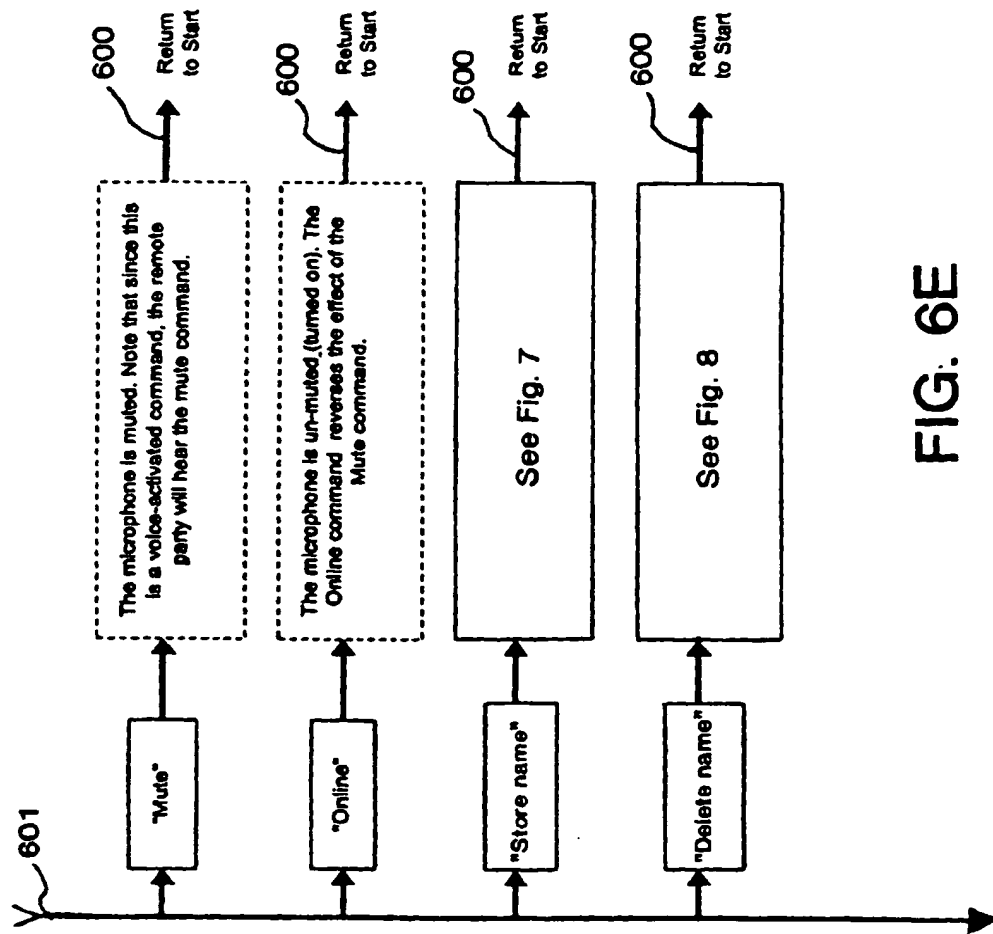 601
"Mute"
The microphone is muted. Note that since this
is a voice-activated command, the remote
party will hear the mute command.
600
Return
to Start
"Online"
The microphone is un-muted (turned on). The
Online command reverses the effect of the
Mute command.
600
Return
to Start
"Store name"
See Fig. 7
600
Return
to Start
"Delete name"
See Fig. 8
600
Return
to Start
FIG. 6E